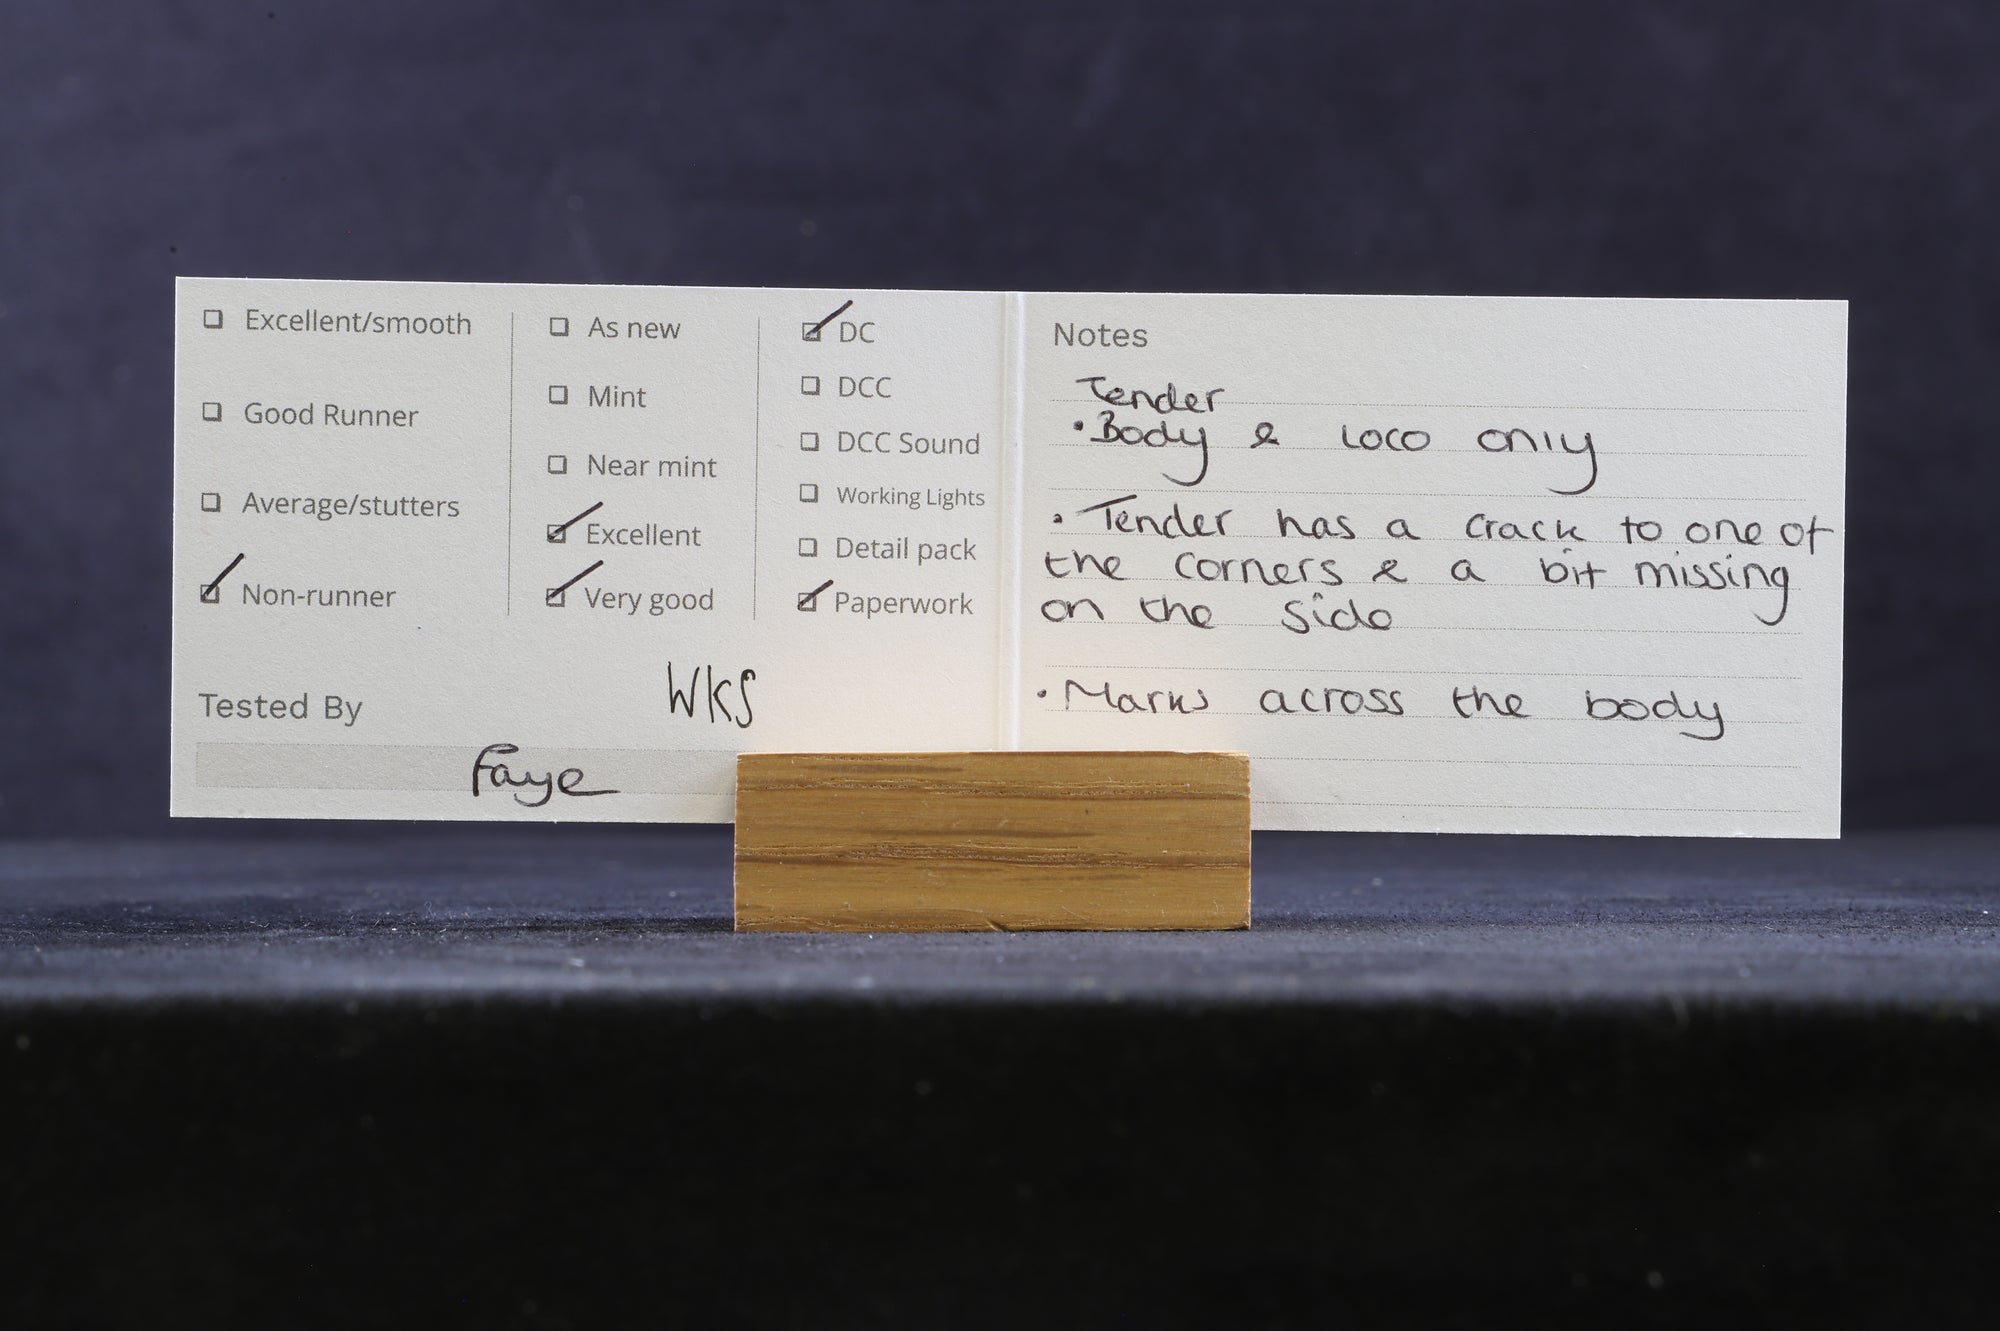 Excellent/smooth
Good Runner
Average/stutters
Non-runner
As new
Mint
Near mint
Excellent
Very good
DC
DCC
DCC Sound
Working Lights
Detail pack
Paperwork
WKS
Tested By
Faye
Notes
Tender
• Body & Loco only
• Tender has a crack to one of
the corners & a bit missing
on the side
• Marks across the body